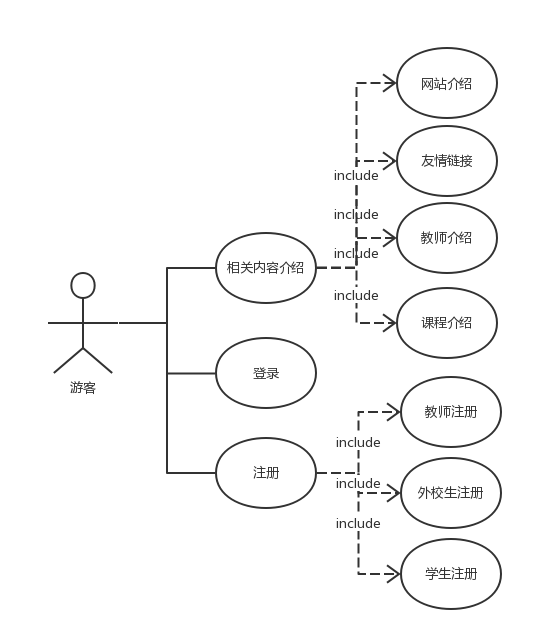 网站介绍
友情链接
include
include
教师介绍
include
相关内容介绍
include
课程介绍
游客
登录
教师注册
include
注册
include
外校生注册
include
学生注册